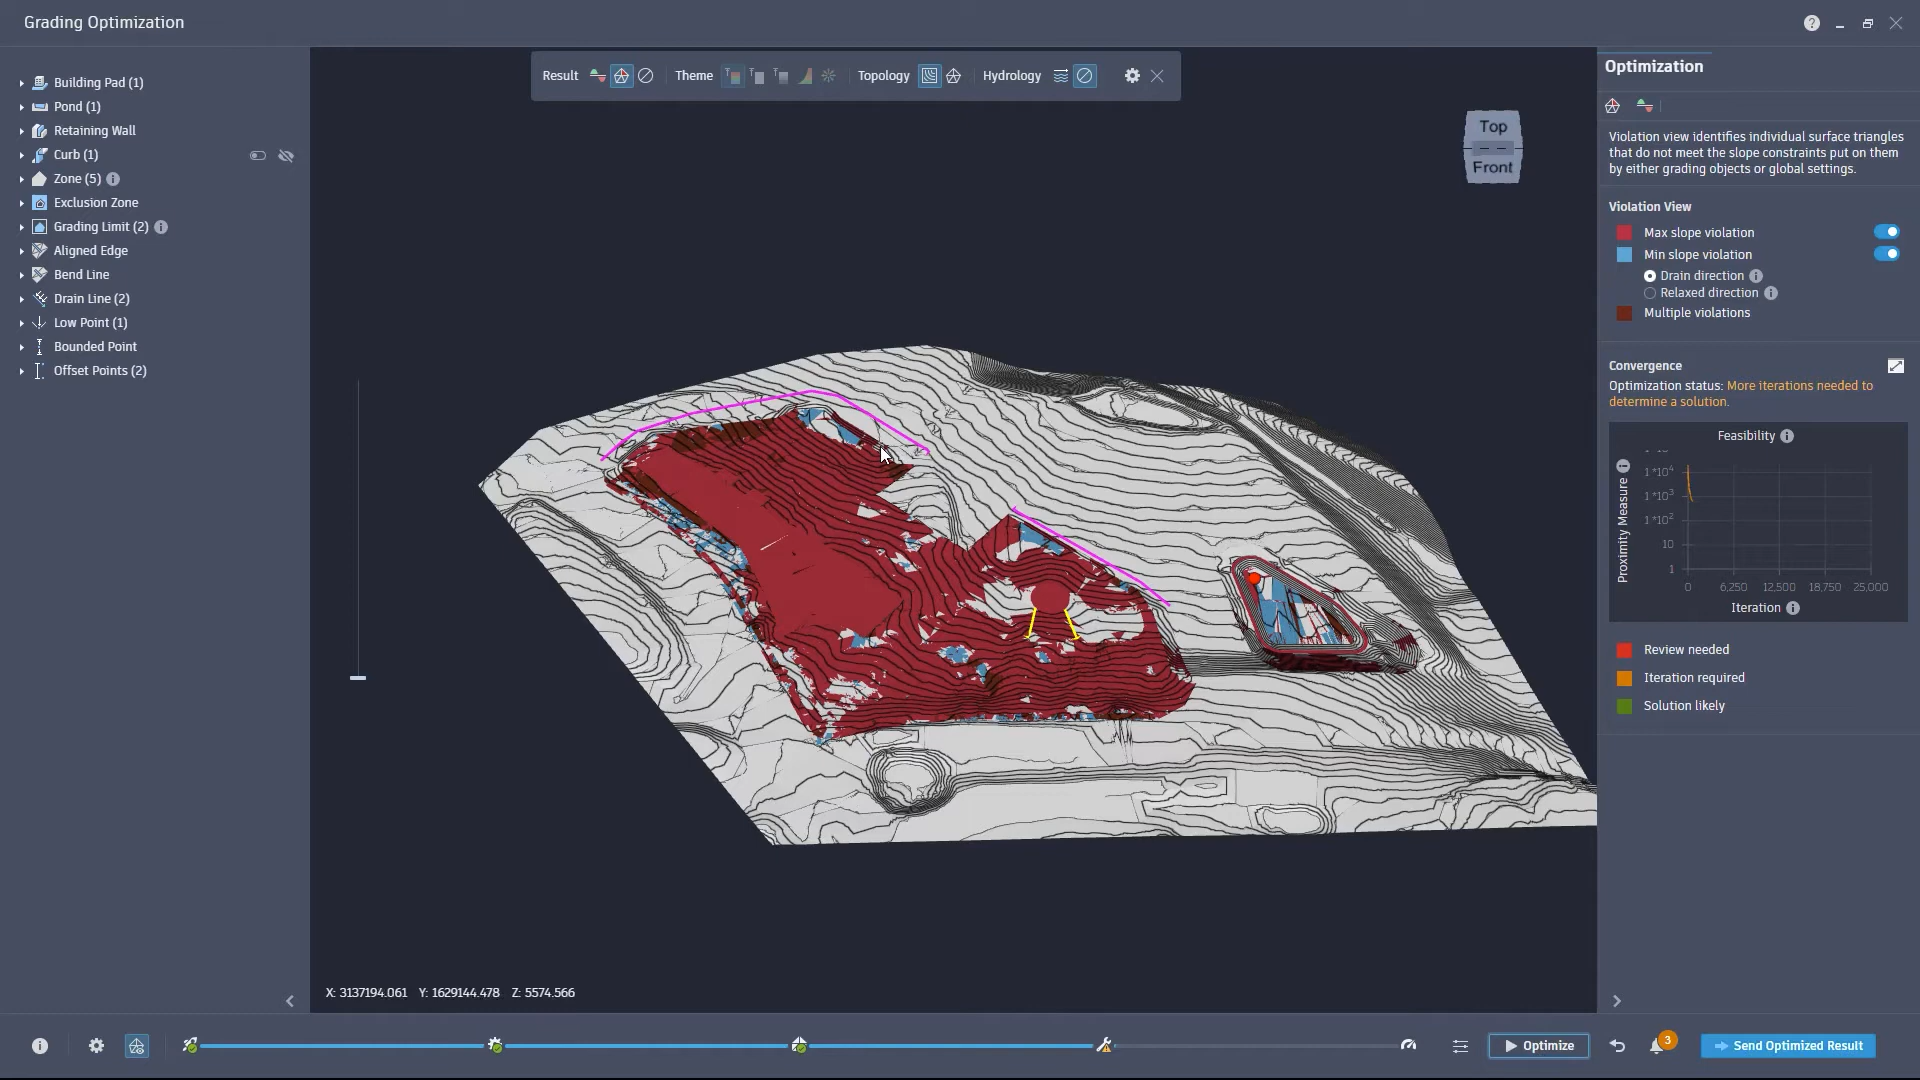 Grading Optimization
Building Pad (1)
Pond (1)
Retaining Wall
Curb (1)
Zone (5)
Exclusion Zone
Grading Limit (2)
Aligned Edge
Bend Line
Drain Line (2)
Low Point (1)
Bounded Point
Offset Points (2)
Result Theme Topology Hydrology
Top
Front
X: 3137194.061 Y: 1629144.478 Z: 5574.566
Optimization
Violation view identifies individual surface triangles
that do not meet the slope constraints put on them
by either grading objects or global settings.
Violation View
Max slope violation
Min slope violation
Drain direction
Relaxed direction
Multiple violations
Convergence
Optimization status: More iterations needed to
determine a solution.
Feasibility
Proximity Measure
1*10⁴
1*10³
1*10²
10
1
0 6,250 12,500 18,750 25,000
Iteration
Review needed
Iteration required
Solution likely
Optimize
3
Send Optimized Result